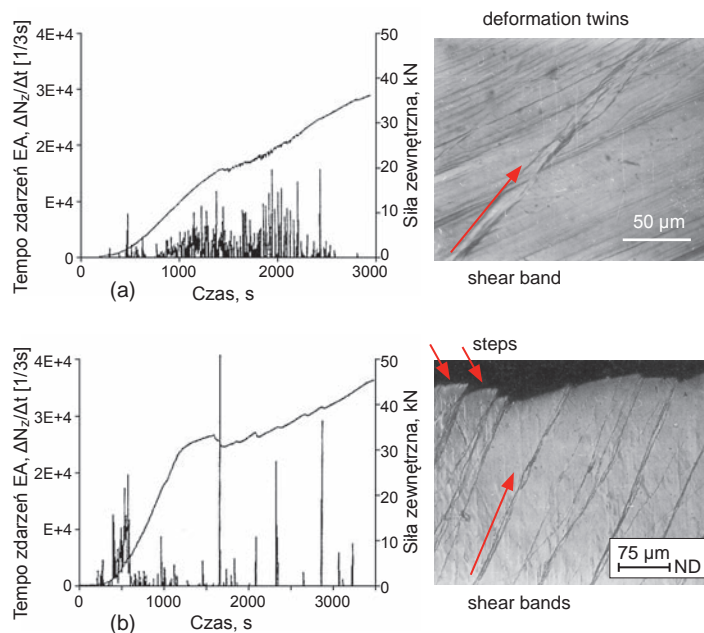 deformation twins
Tempo zdarzeń EA, ΔNz/Δt [1/3s]
4E+4
3E+4
2E+4
E+4
0
50
40
30
20
10
0
Siła zewnętrzna, kN
1000
2000
3000
(a)
Czas, s
50 µm
shear band
steps
Tempo zdarzeń EA, ΔNz/Δt [1/3s]
4E+4
3E+4
2E+4
E+4
0
50
40
30
20
10
0
Siła zewnętrzna, kN
0
1000
2000
3000
(b)
Czas, s
75 µm
ND
shear bands